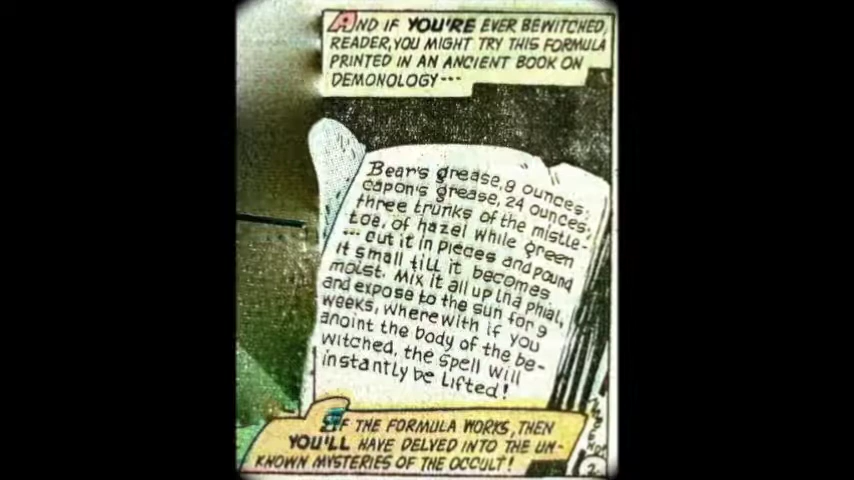 AND IF YOU'RE EVER BEWITCHED,
READER, YOU MIGHT TRY THIS FORMULA
PRINTED IN AN ANCIENT BOOK ON
DEMONOLOGY---
Bear's grease, 8 ounces;
capon's grease, 24 ounces;
three trunks of the mistle-
toe, of hazel while green
--- cut it in pieces and pound
it small till it becomes
moist. Mix it all up in a phial,
and expose to the sun for 9
weeks, wherewith if you
anoint the body of the be-
witched, the spell will
instantly be lifted!
IF THE FORMULA WORKS, THEN
YOU'LL HAVE DELVED INTO THE UN-
KNOWN MYSTERIES OF THE OCCULT!
2